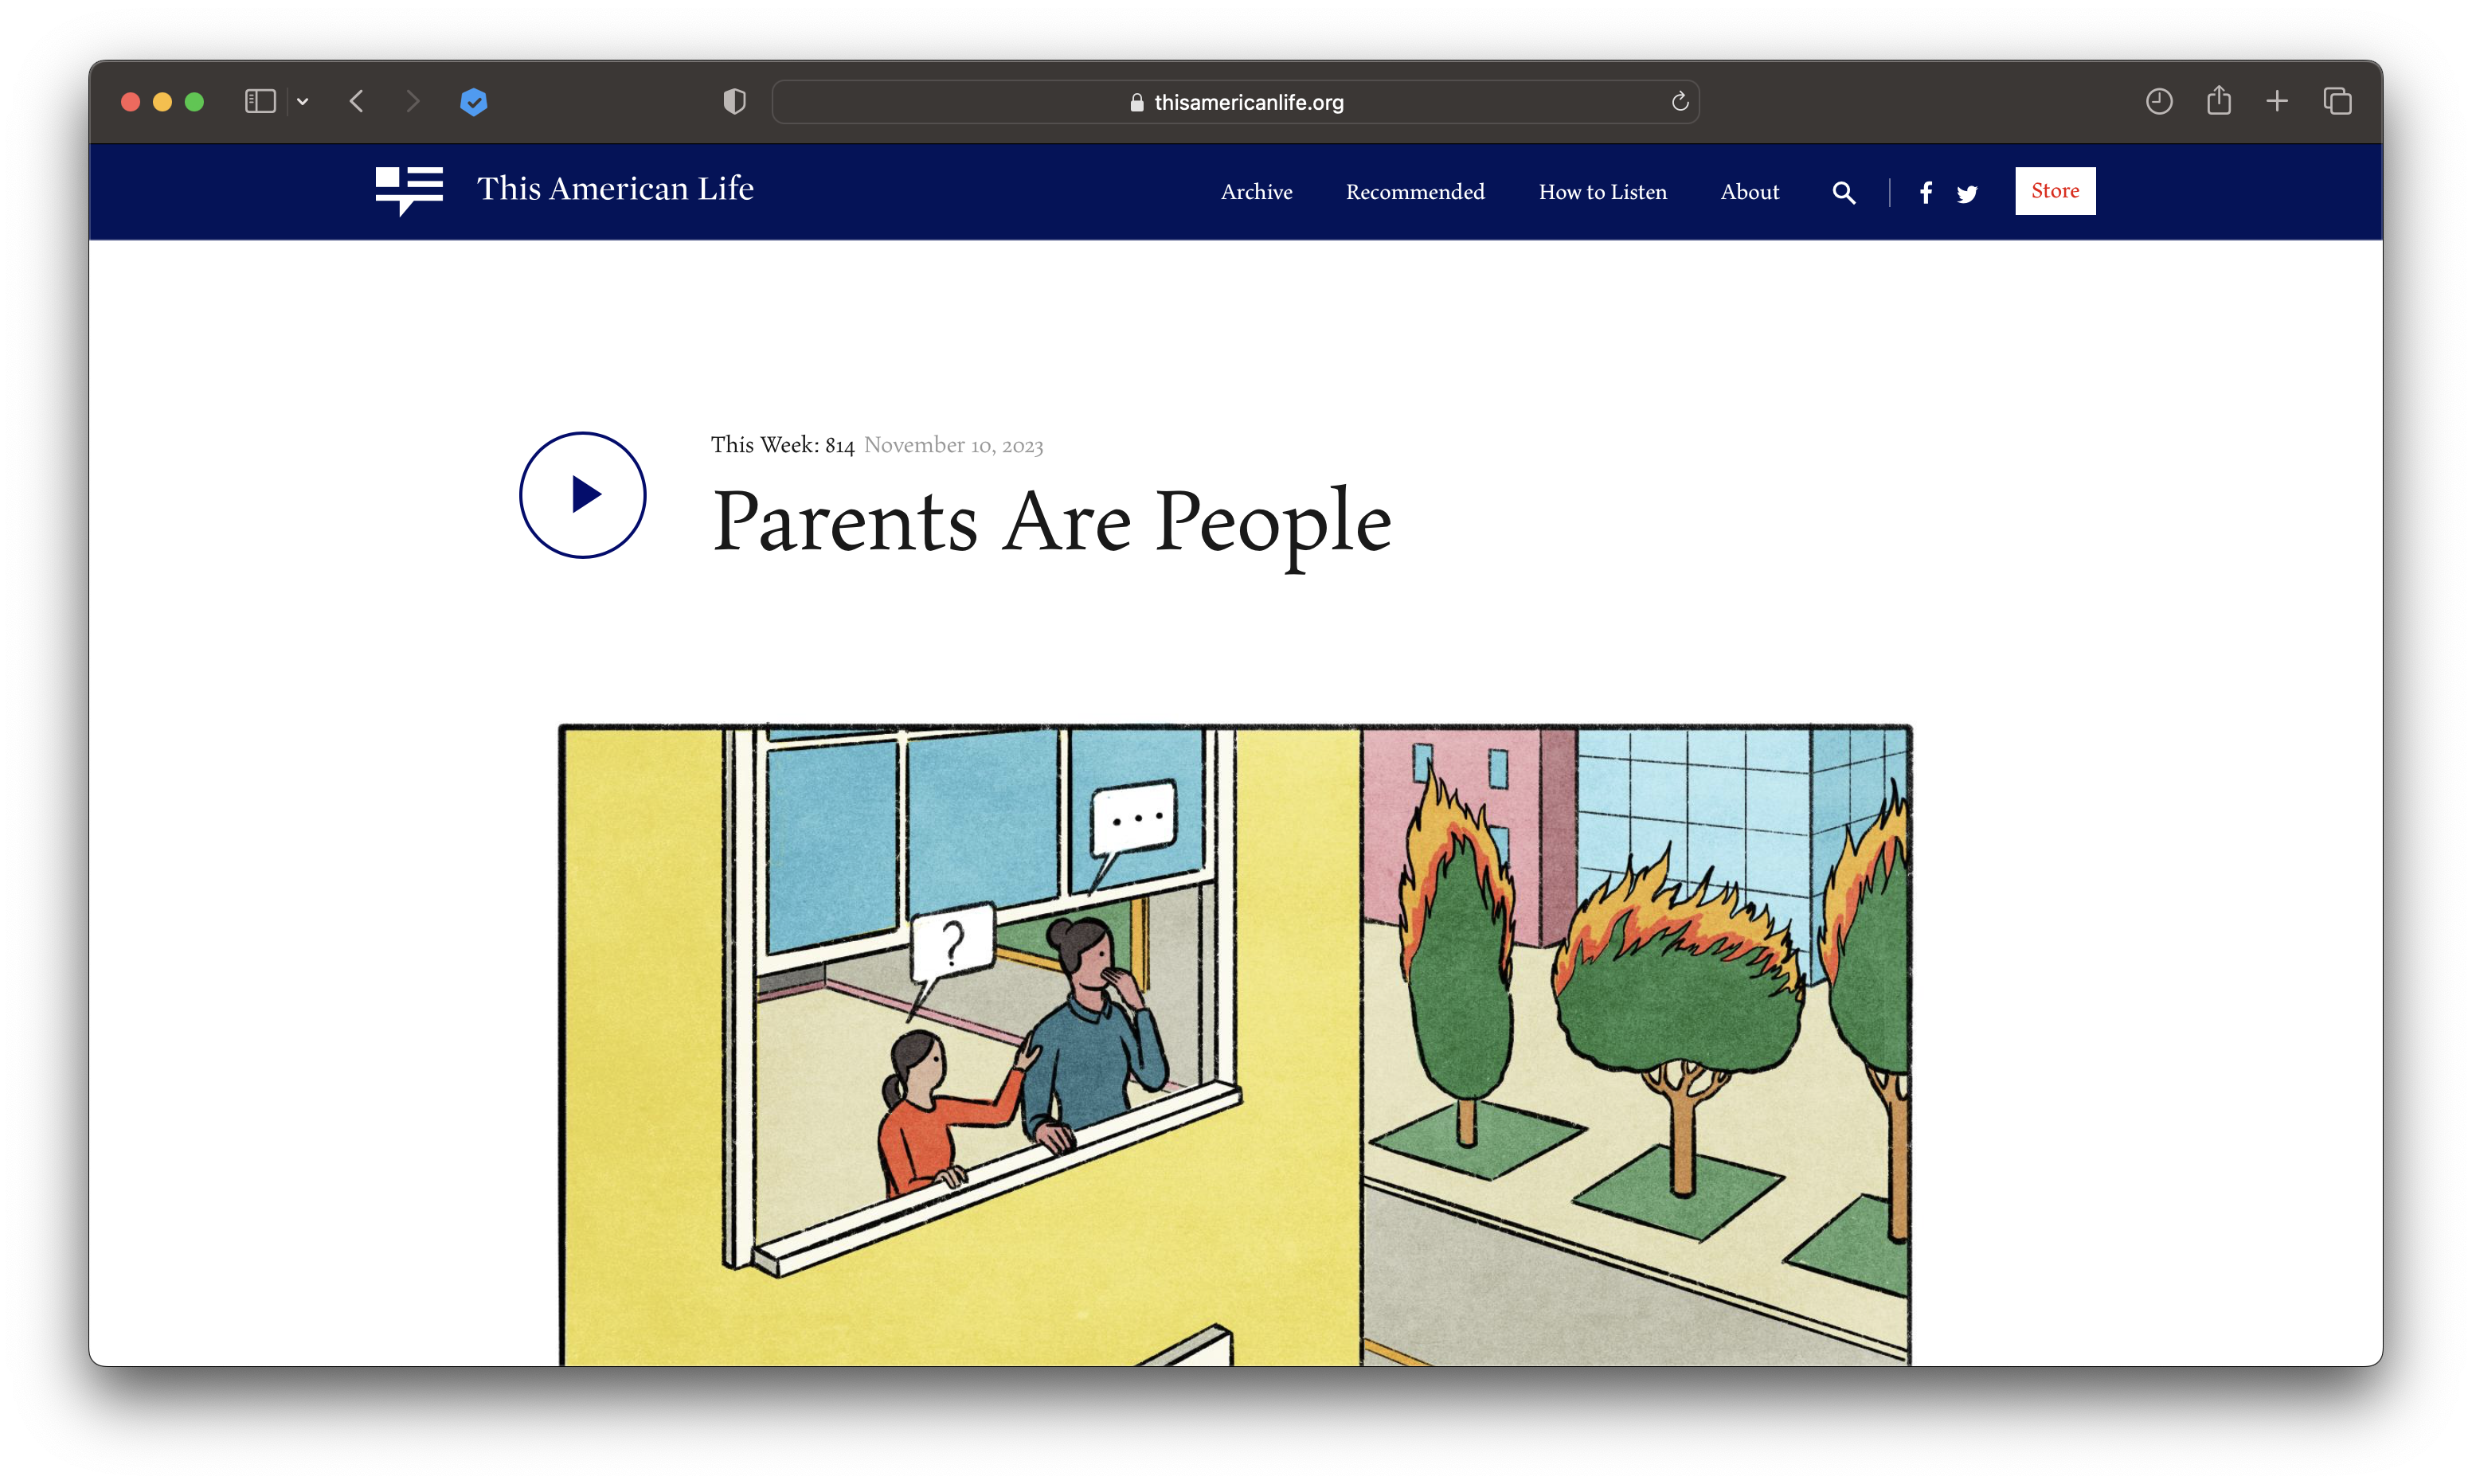 thisamericanlife.org
This American Life
Archive
Recommended
How to Listen
About
Store
This Week: 814 November 10, 2023
Parents Are People
...
?